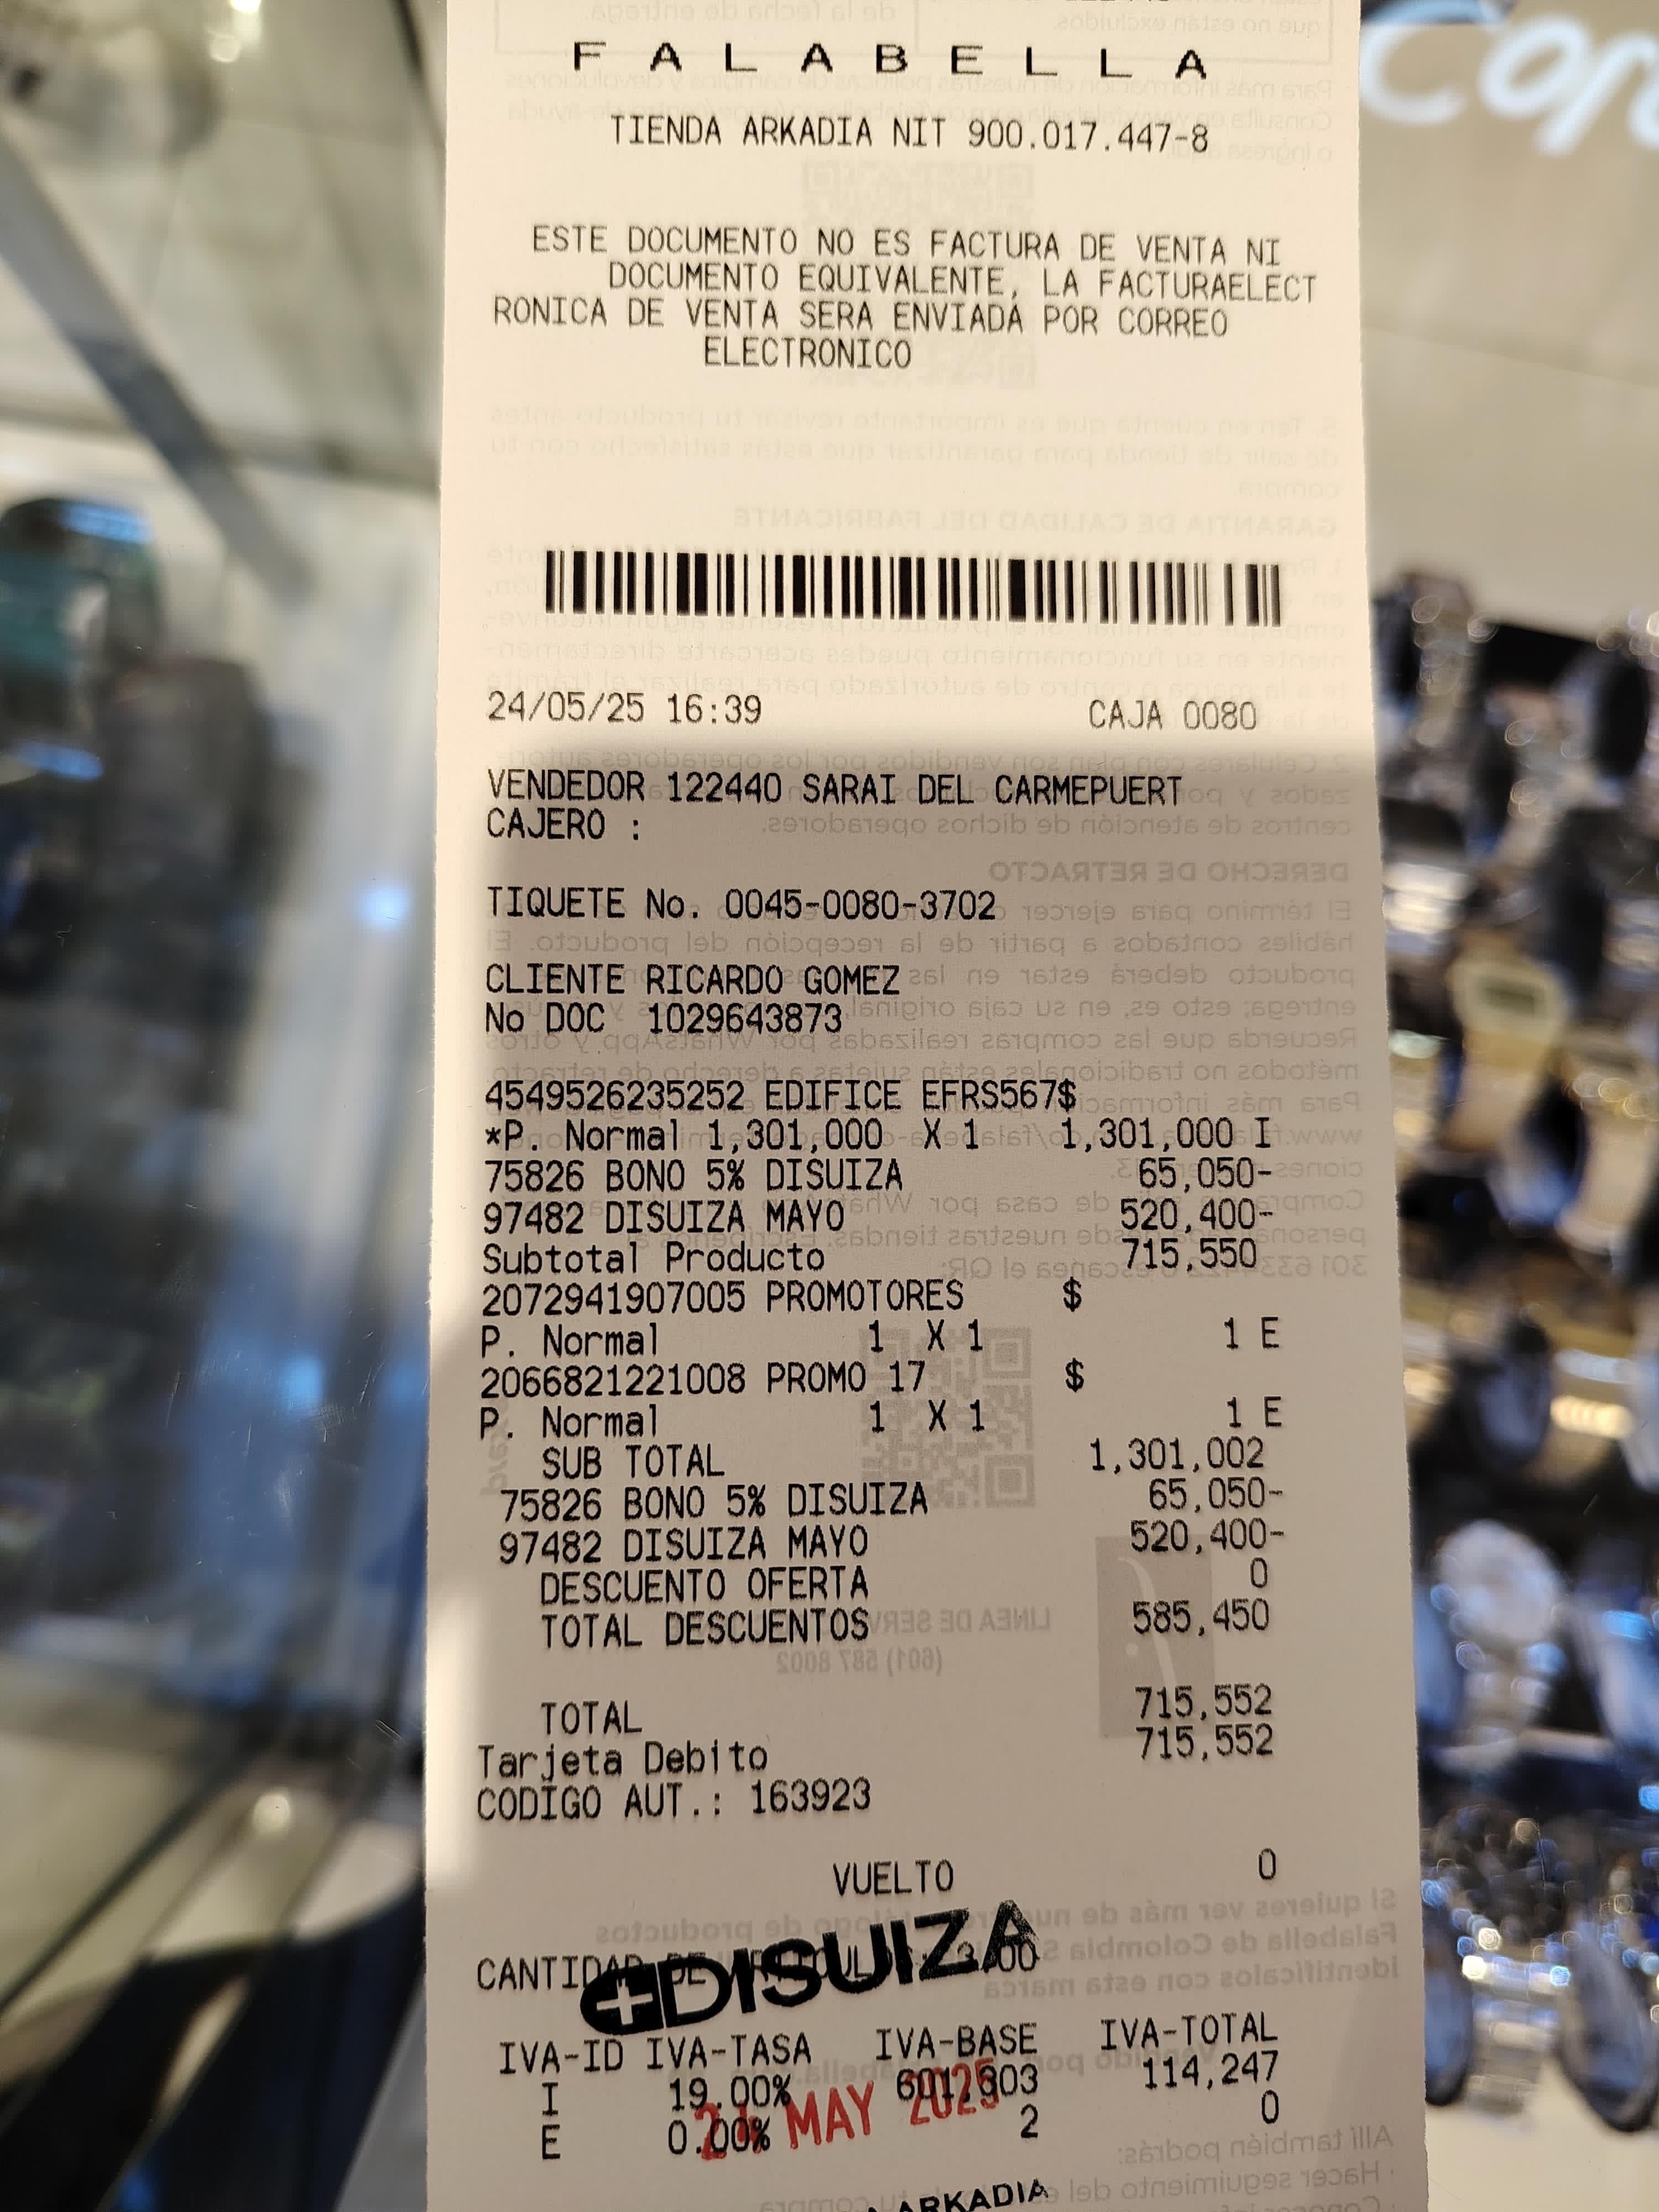 FALABELLA
TIENDA ARKADIA NIT 900.017.447-8
ESTE DOCUMENTO NO ES FACTURA DE VENTA NI
DOCUMENTO EQUIVALENTE, LA FACTURAELECT
RONICA DE VENTA SERA ENVIADA POR CORREO
ELECTRONICO
24/05/25 16:39 CAJA 0080
VENDEDOR 122440 SARAI DEL CARMEPUERT
CAJERO :
TIQUETE No. 0045-0080-3702
CLIENTE RICARDO GOMEZ
No DOC 1029643873
4549526235252 EDIFICE EFRS567$
*P. Normal 1,301,000 X 1 1,301,000 I
75826 BONO 5% DISUIZA 65,050-
97482 DISUIZA MAYO 520,400-
Subtotal Producto 715,550
2072941907005 PROMOTORES $
P. Normal 1 X 1 1 E
2066821221008 PROMO 17 $
P. Normal 1 X 1 1 E
SUB TOTAL 1,301,002
75826 BONO 5% DISUIZA 65,050-
97482 DISUIZA MAYO 520,400-
DESCUENTO OFERTA 0
TOTAL DESCUENTOS 585,450
TOTAL 715,552
Tarjeta Debito 715,552
CODIGO AUT.: 163923
VUELTO 0
DISUIZA
CANTIDAD DE
IVA-ID IVA-TASA IVA-BASE IVA-TOTAL
I 19.00% 601,303 114,247
E 0.00% 2 0
24 MAY 2025
ARKADIA